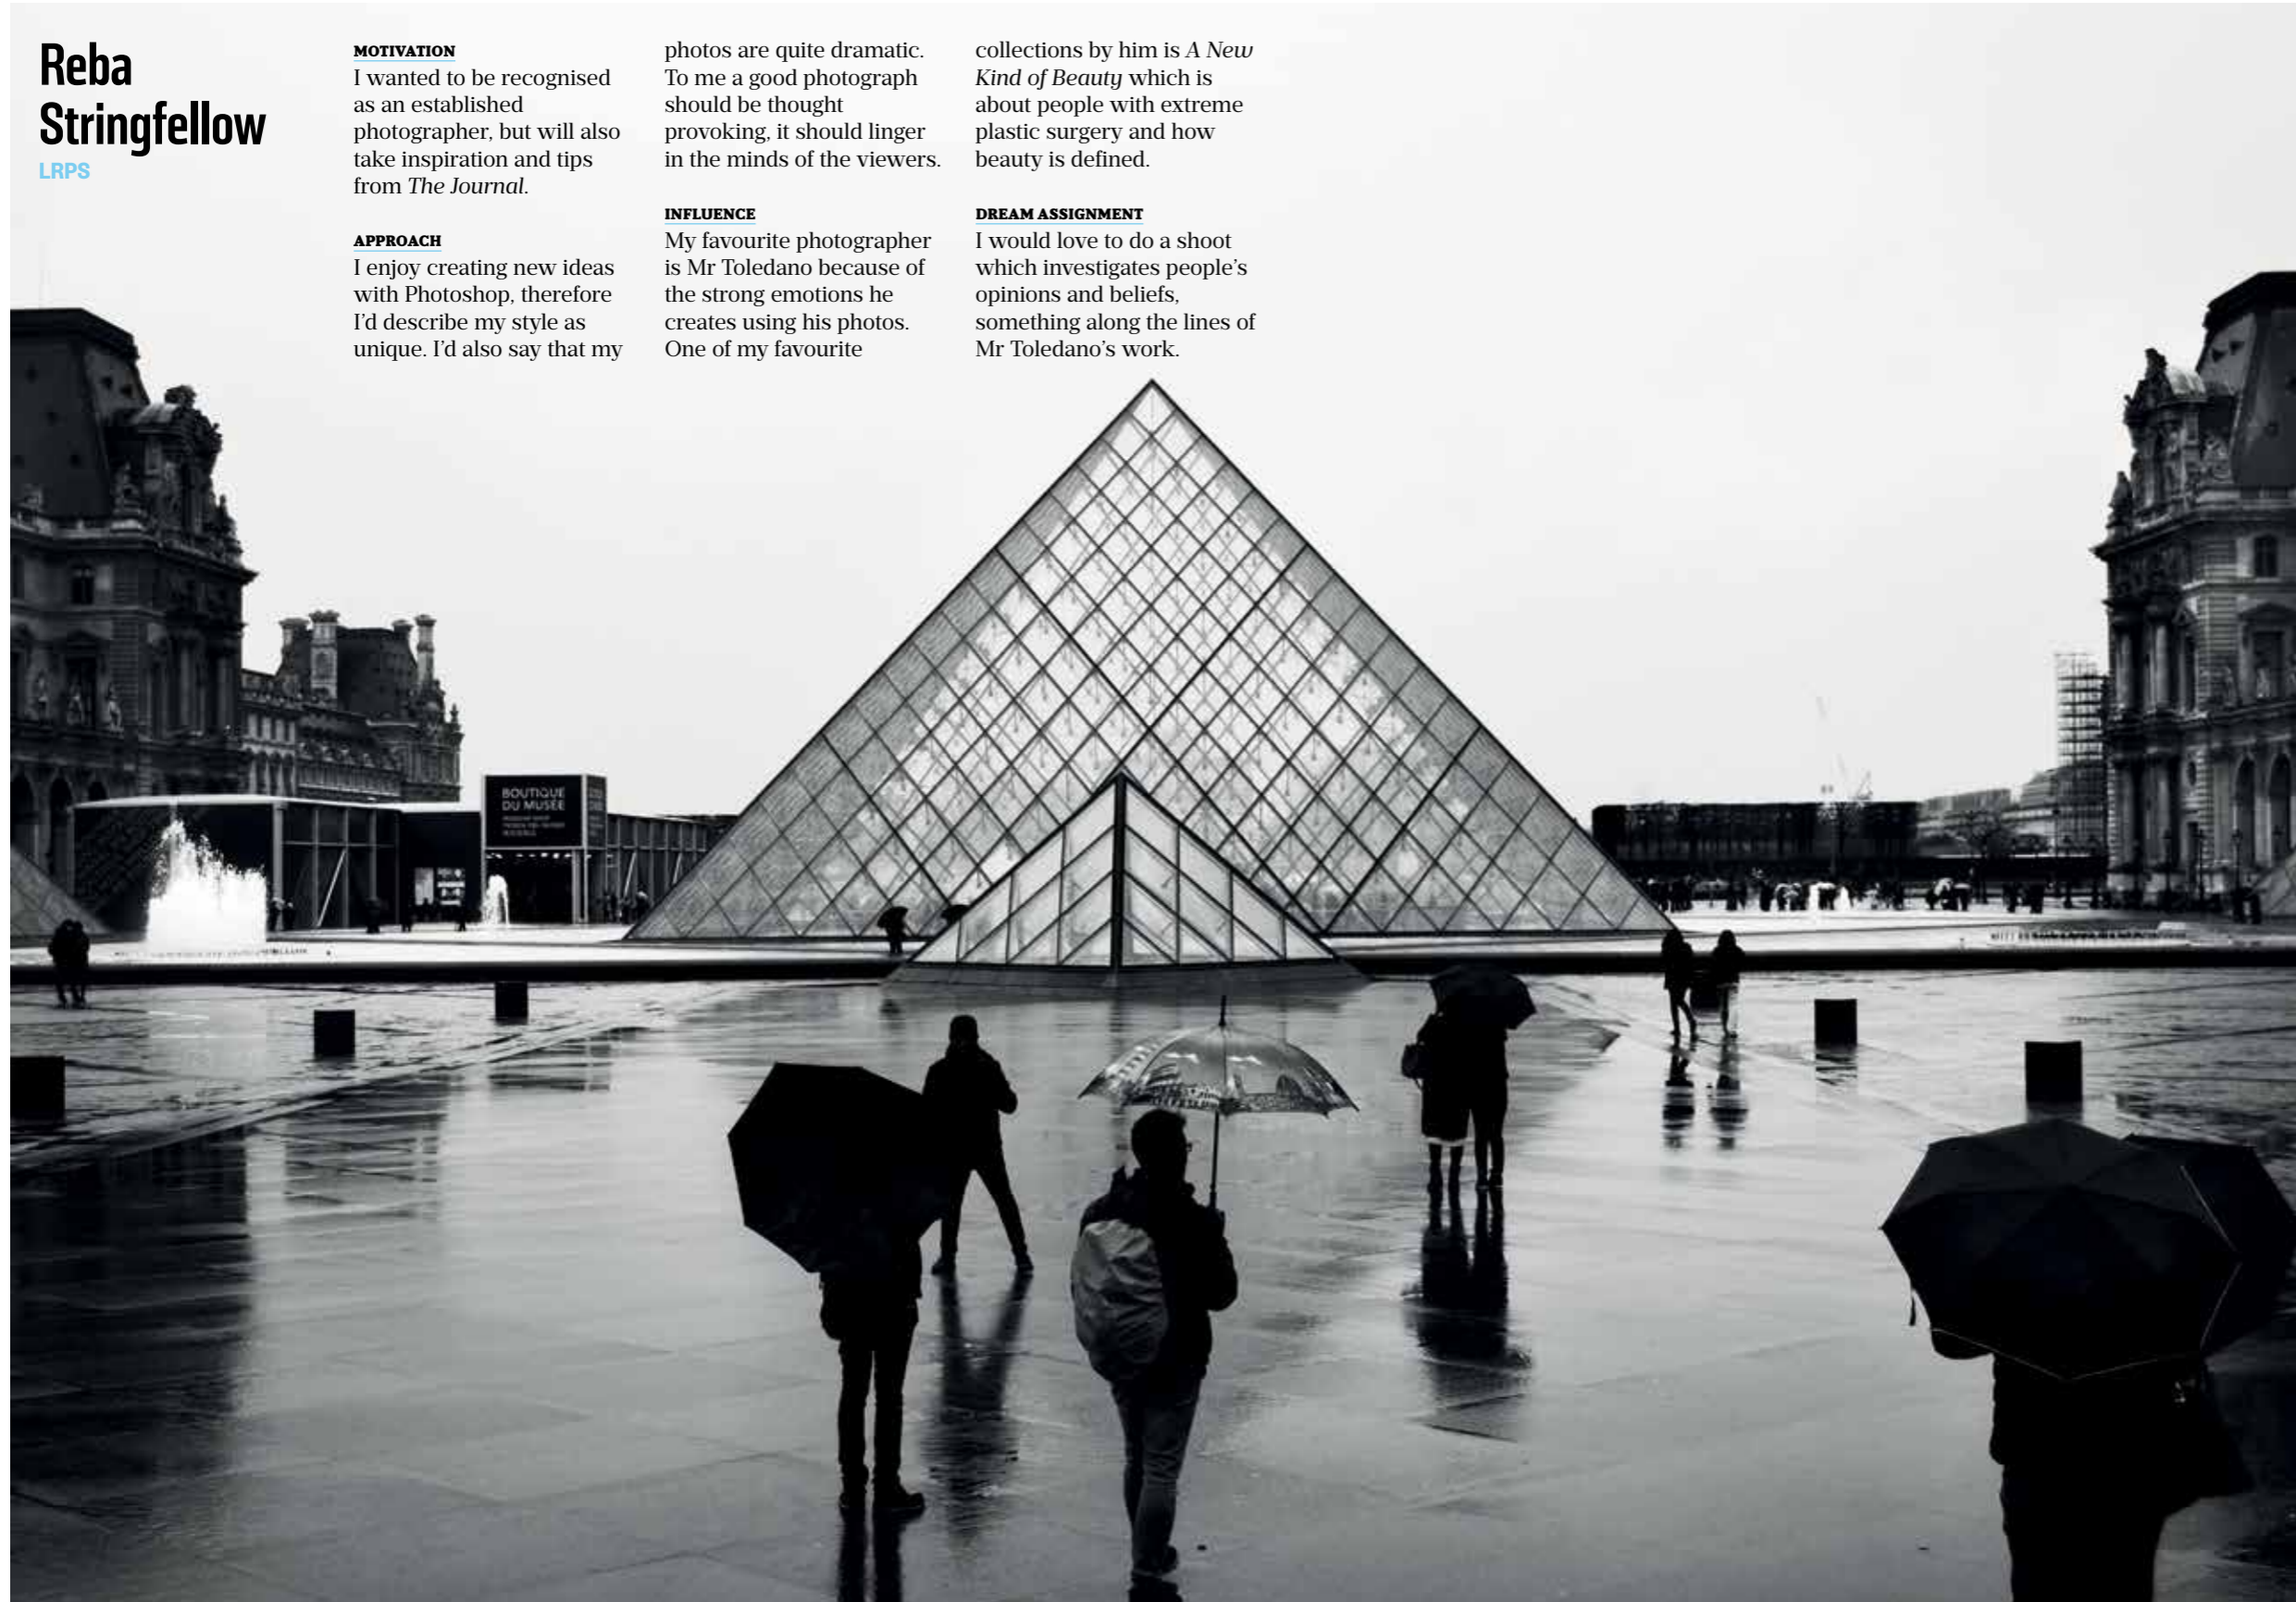 Reba
Stringfellow
LRPS
MOTIVATION
I wanted to be recognised
as an established
photographer, but will also
take inspiration and tips
from The Journal.
APPROACH
I enjoy creating new ideas
with Photoshop, therefore
I'd describe my style as
unique. I'd also say that my
photos are quite dramatic.
To me a good photograph
should be thought
provoking, it should linger
in the minds of the viewers.
INFLUENCE
My favourite photographer
is Mr Toledano because of
the strong emotions he
creates using his photos.
One of my favourite
collections by him is A New
Kind of Beauty which is
about people with extreme
plastic surgery and how
beauty is defined.
DREAM ASSIGNMENT
I would love to do a shoot
which investigates people's
opinions and beliefs,
something along the lines of
Mr Toledano's work.
BOUTIQUE
DU MUSÉE